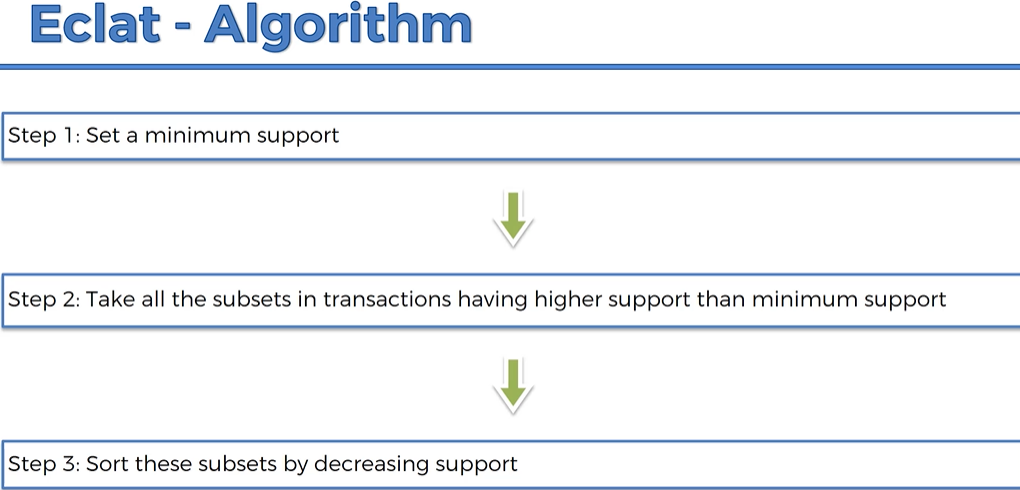 Eclat - Algorithm
Step 1: Set a minimum support
Step 2: Take all the subsets in transactions having higher support than minimum support
Step 3: Sort these subsets by decreasing support